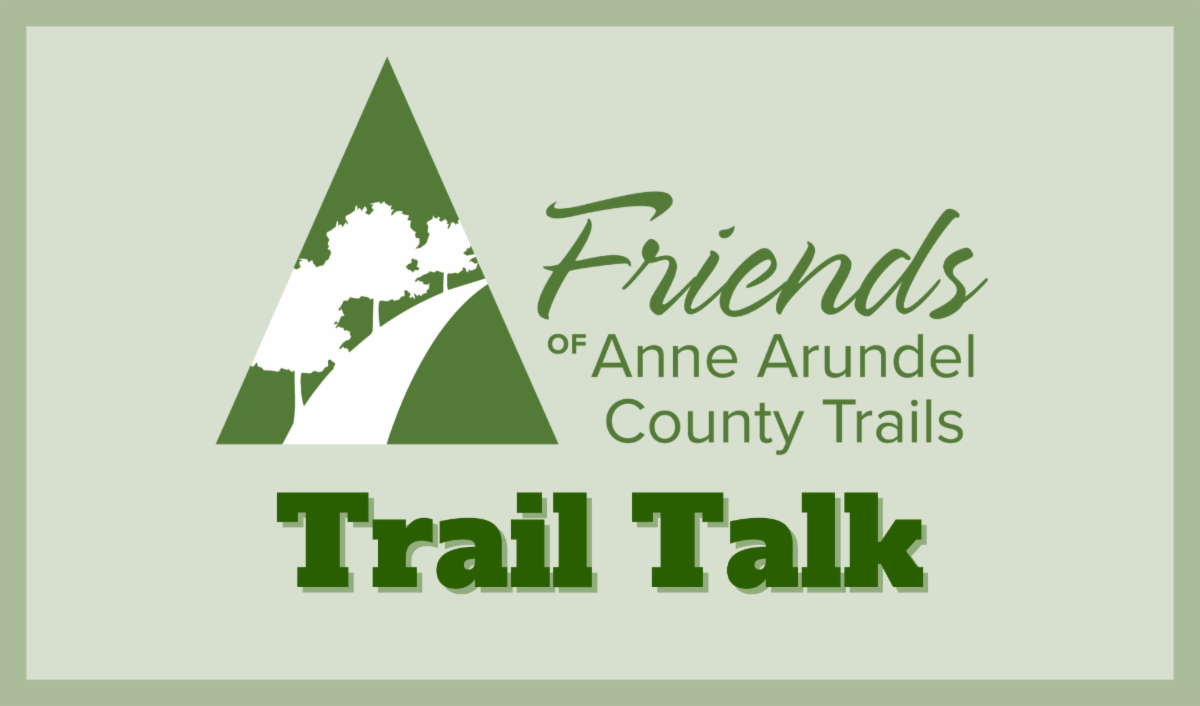 Friends
OF Anne Arundel
County Trails
Trail Talk